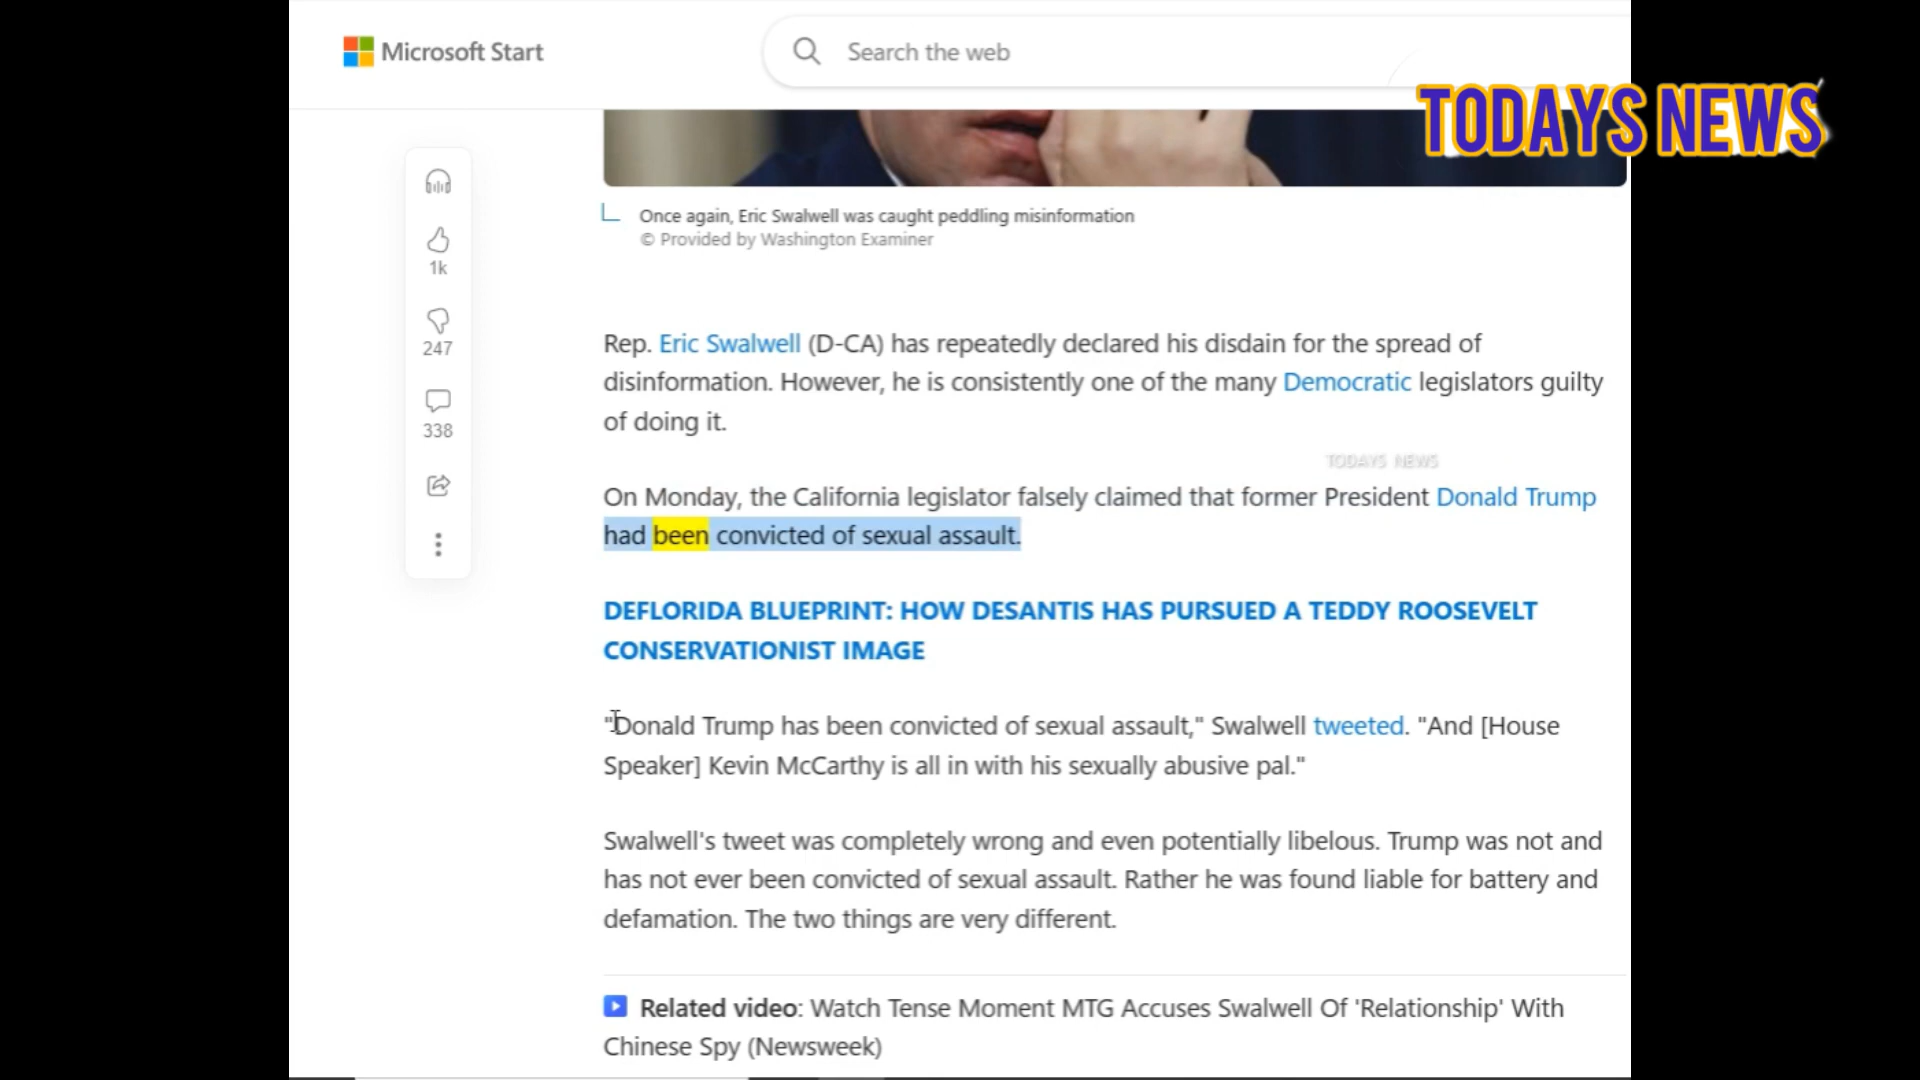 Microsoft Start
Search the web
TODAYS NEWS
Once again, Eric Swalwell was caught peddling misinformation
© Provided by Washington Examiner
1k
247
338
Rep. Eric Swalwell (D-CA) has repeatedly declared his disdain for the spread of
disinformation. However, he is consistently one of the many Democratic legislators guilty
of doing it.
TODAYS NEWS
On Monday, the California legislator falsely claimed that former President Donald Trump
had been convicted of sexual assault.
DEFLORIDA BLUEPRINT: HOW DESANTIS HAS PURSUED A TEDDY ROOSEVELT
CONSERVATIONIST IMAGE
"Donald Trump has been convicted of sexual assault," Swalwell tweeted. "And [House
Speaker] Kevin McCarthy is all in with his sexually abusive pal."
Swalwell's tweet was completely wrong and even potentially libelous. Trump was not and
has not ever been convicted of sexual assault. Rather he was found liable for battery and
defamation. The two things are very different.
Related video: Watch Tense Moment MTG Accuses Swalwell Of 'Relationship' With
Chinese Spy (Newsweek)